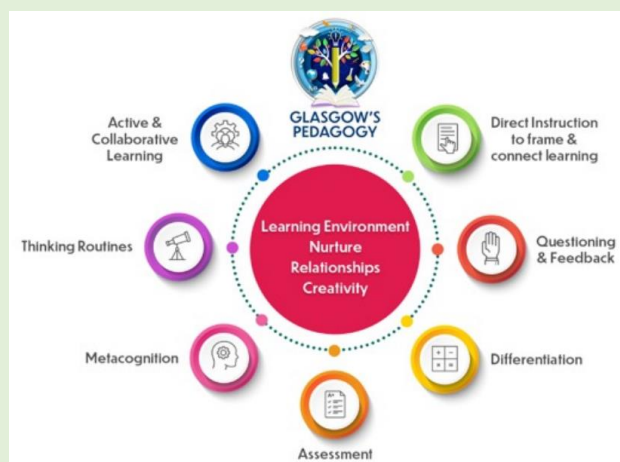 GLASGOW'S
PEDAGOGY
Active &
Collaborative
Learning
Direct Instruction
to frame &
connect learning
Learning Environment
Nurture
Relationships
Creativity
Thinking Routines
Questioning
& Feedback
Metacognition
Differentiation
Assessment